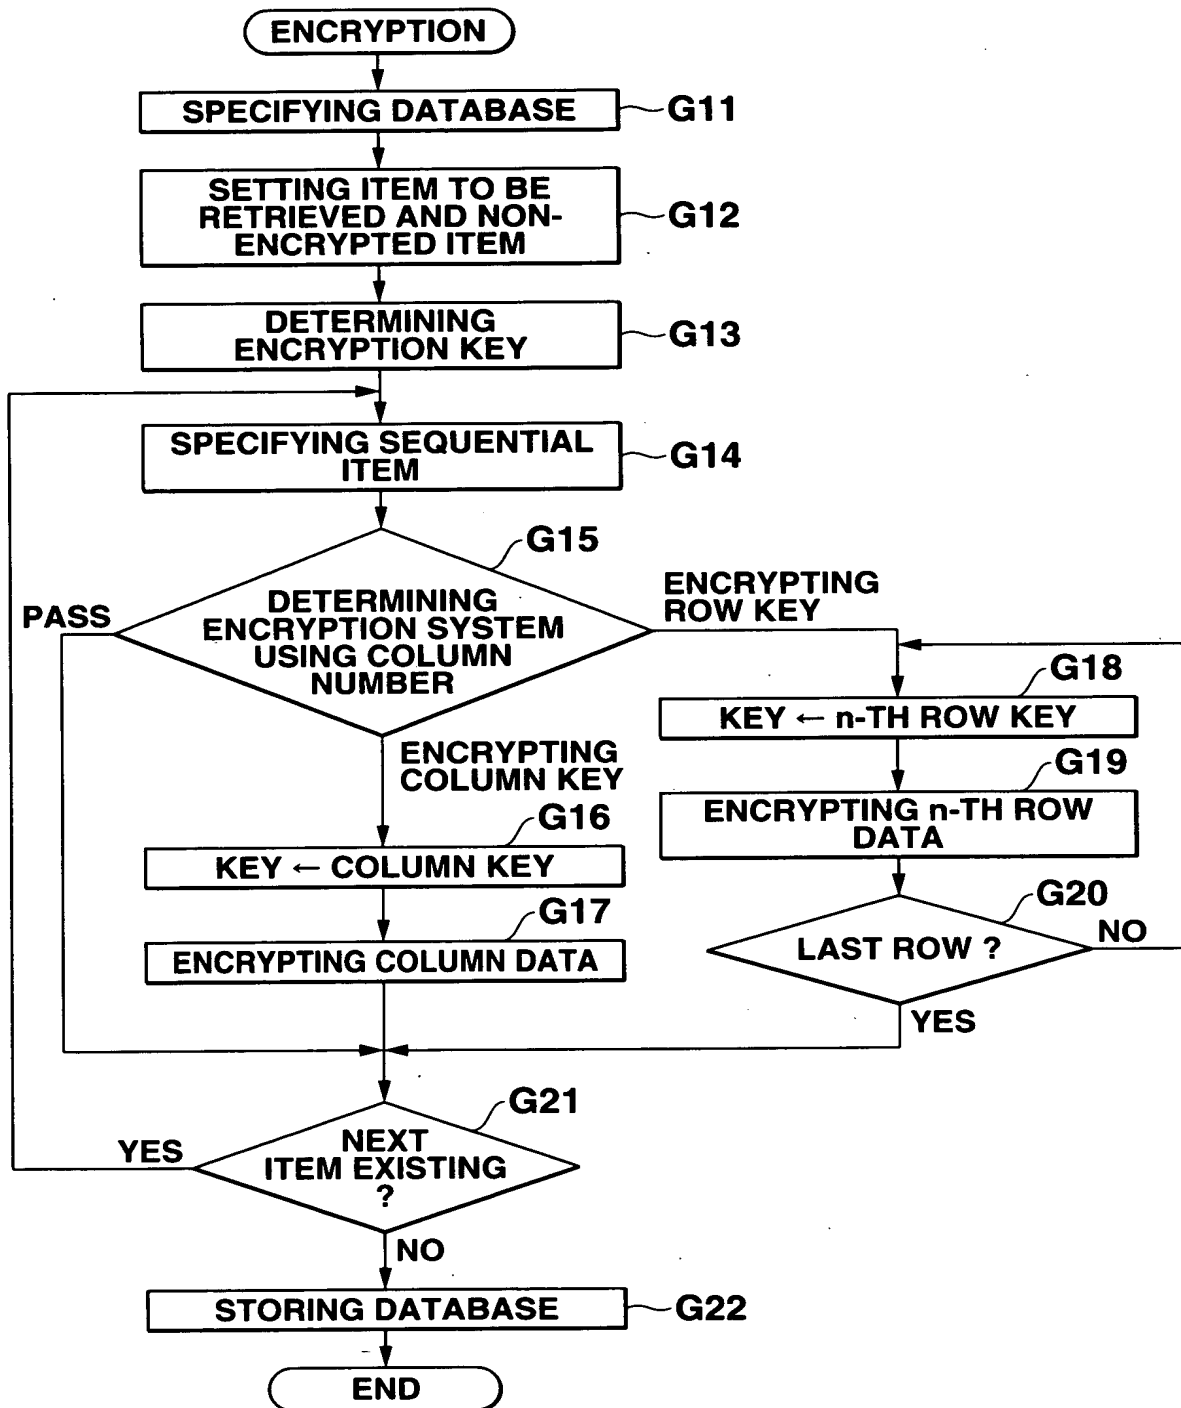 ENCRYPTION
SPECIFYING DATABASE
G11
SETTING ITEM TO BE
RETRIEVED AND NON-
ENCRYPTED ITEM
G12
DETERMINING
ENCRYPTION KEY
G13
SPECIFYING SEQUENTIAL
ITEM
G14
G15
DETERMINING
ENCRYPTION SYSTEM
USING COLUMN
NUMBER
PASS
ENCRYPTING
ROW KEY
ENCRYPTING
COLUMN KEY
G16
KEY ← COLUMN KEY
G17
ENCRYPTING COLUMN DATA
G18
KEY ← n-TH ROW KEY
G19
ENCRYPTING n-TH ROW
DATA
G20
LAST ROW ?
NO
YES
G21
NEXT
ITEM EXISTING
?
YES
NO
STORING DATABASE
G22
END